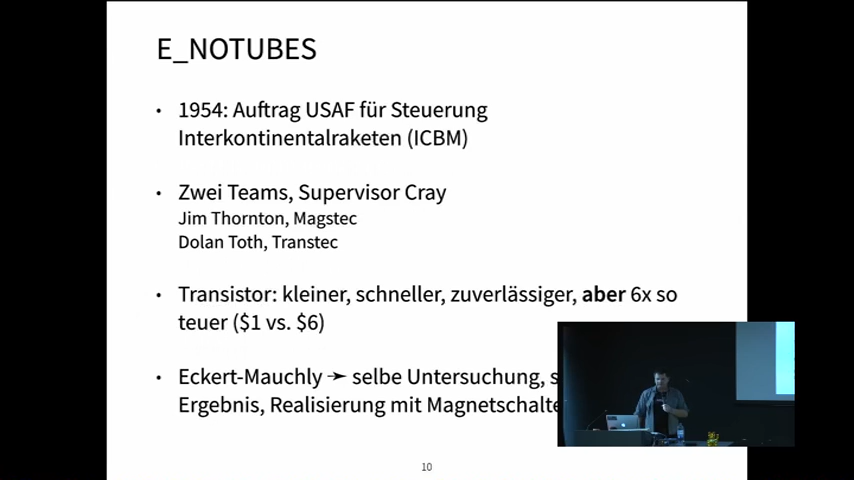 E_NOTUBES
• 1954: Auftrag USAF für Steuerung
Interkontinentalraketen (ICBM)
• Zwei Teams, Supervisor Cray
Jim Thornton, Magstec
Dolan Toth, Transtec
• Transistor: kleiner, schneller, zuverlässiger, aber 6x so
teuer ($1 vs. $6)
• Eckert-Mauchly ➛ selbe Untersuchung,
Ergebnis, Realisierung mit
10